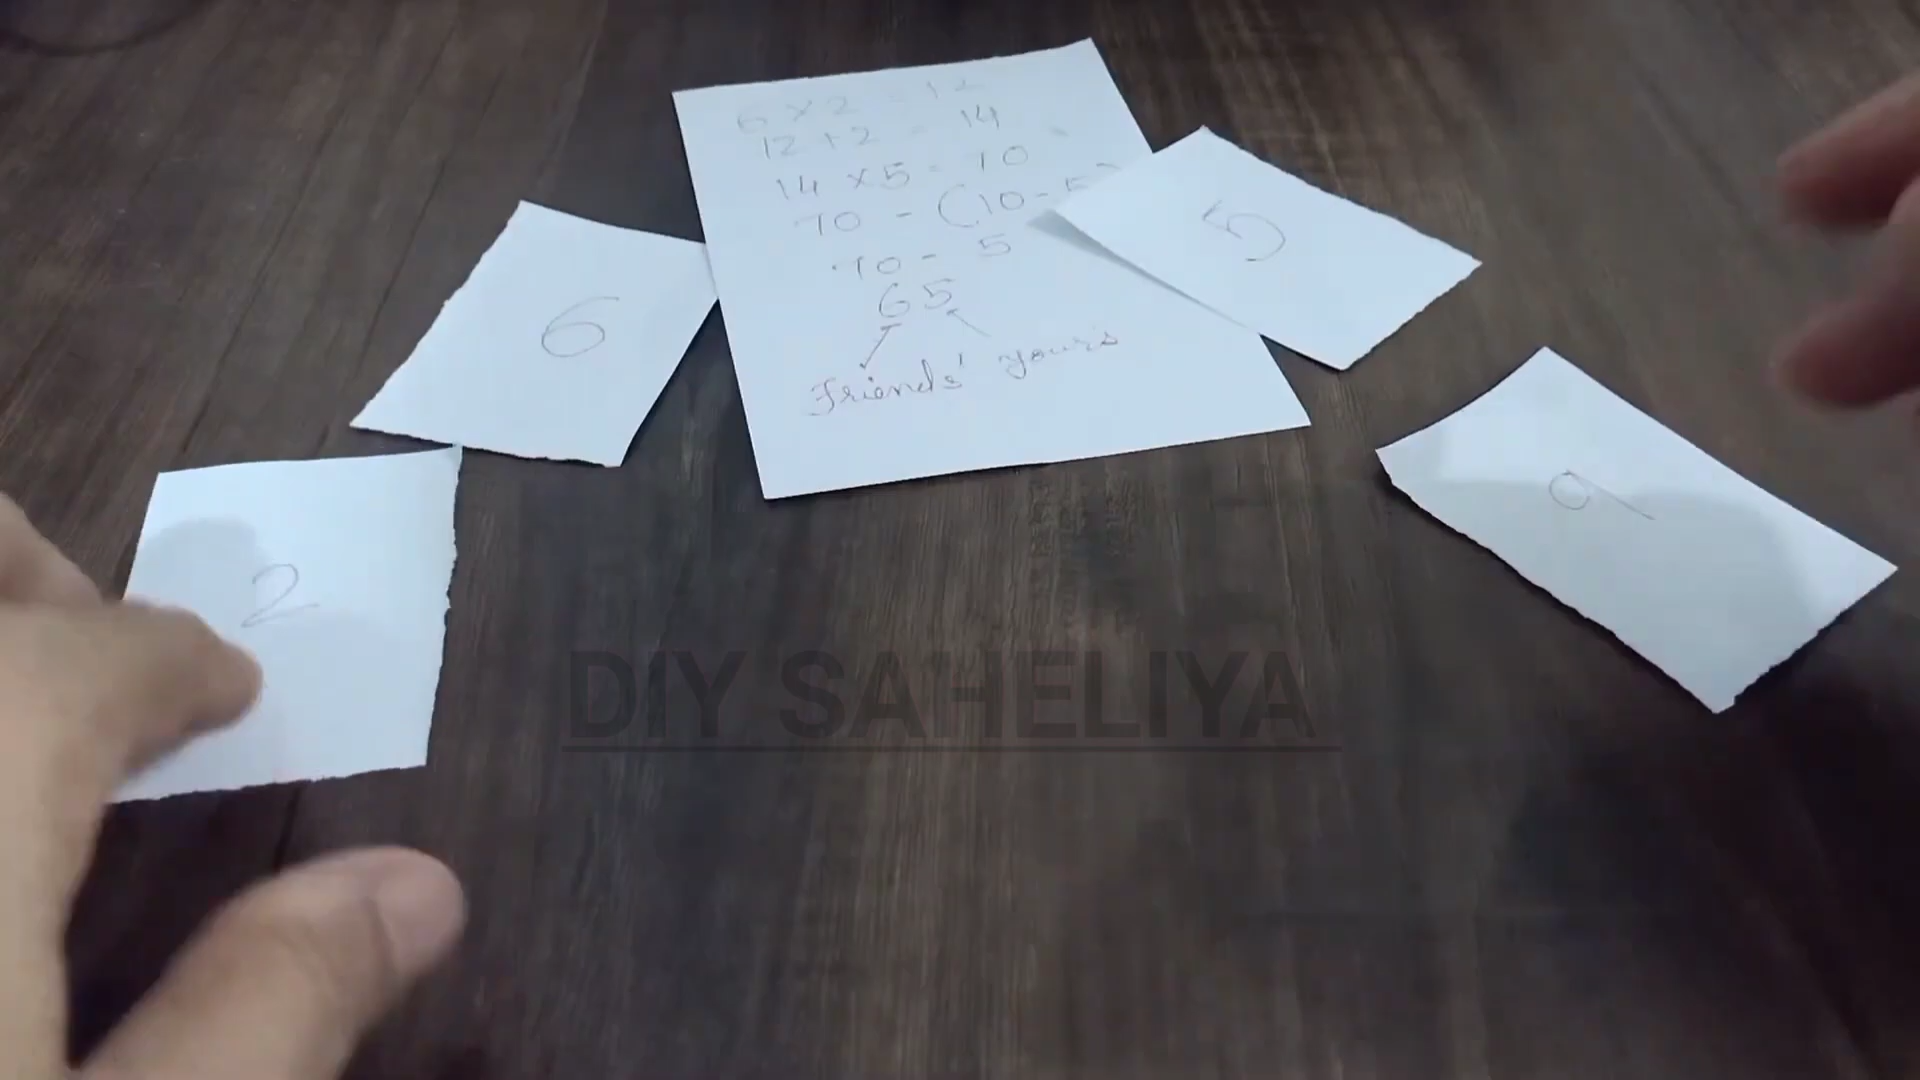 6 × 2 = 12
12 + 2 = 14
14 × 5 = 70
70 - (10 - 5)
70 - 5
65
Friends' yours
6
5
2
9
DIY SAHELIYA